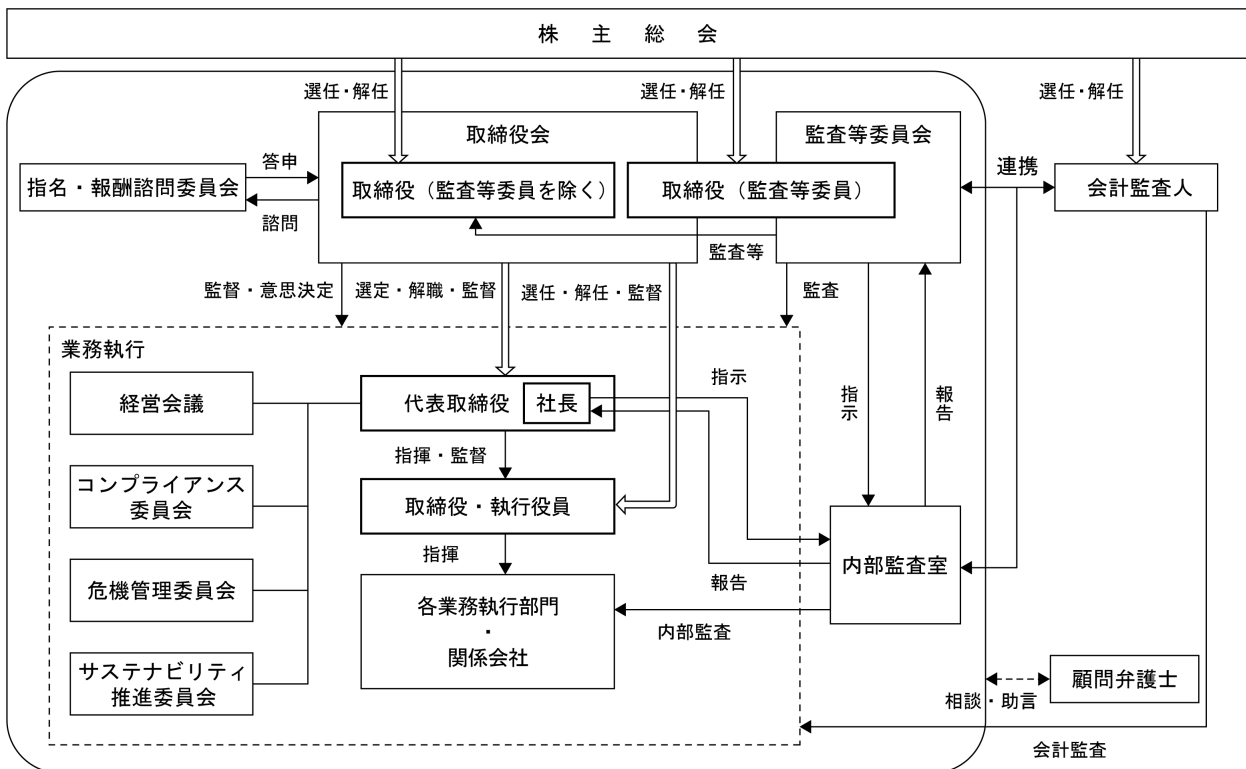 株主総会
選任・解任
選任・解任
選任・解任
取締役会
監査等委員会
答申
指名・報酬諮問委員会
諮問
取締役（監査等委員を除く）
取締役（監査等委員）
連携
会計監査人
監査等
監督・意思決定
選定・解職・監督
選任・解任・監督
監査
業務執行
経営会議
代表取締役
社長
指示
指示
報告
指揮・監督
コンプライアンス
委員会
取締役・執行役員
指揮
内部監査室
報告
危機管理委員会
各業務執行部門
・
関係会社
内部監査
サステナビリティ
推進委員会
顧問弁護士
相談・助言
会計監査